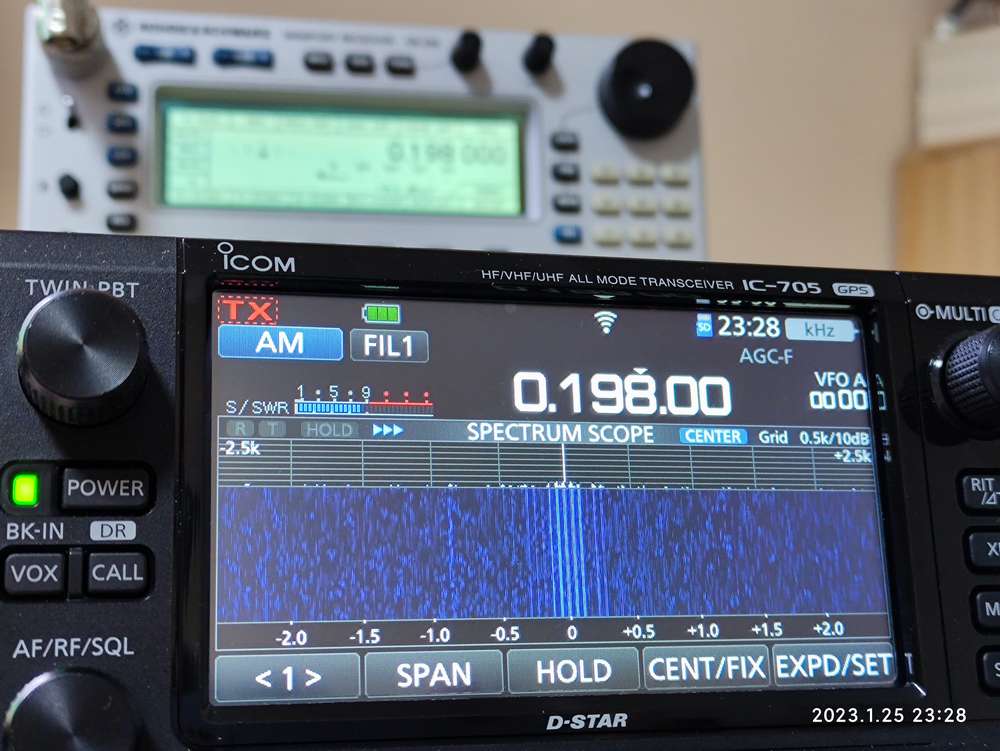 0.198 000
ICOM
HF/VHF/UHF ALL MODE TRANSCEIVER IC-705 GPS
TWIN PBT
MULTI
TX
AM FIL1
SD 23:28 kHz
AGC-F
1 · 5 · 9
S/SWR
0.198.00
VFO A
0000
R T HOLD SPECTRUM SCOPE CENTER Grid 0.5k/10dB
-2.5k +2.5k
POWER
BK-IN DR
VOX CALL
AF/RF/SQL
RIT
-2.0 -1.5 -1.0 -0.5 0 +0.5 +1.0 +1.5 +2.0
<1> SPAN HOLD CENT/FIX EXPD/SET
D-STAR
2023.1.25 23:28